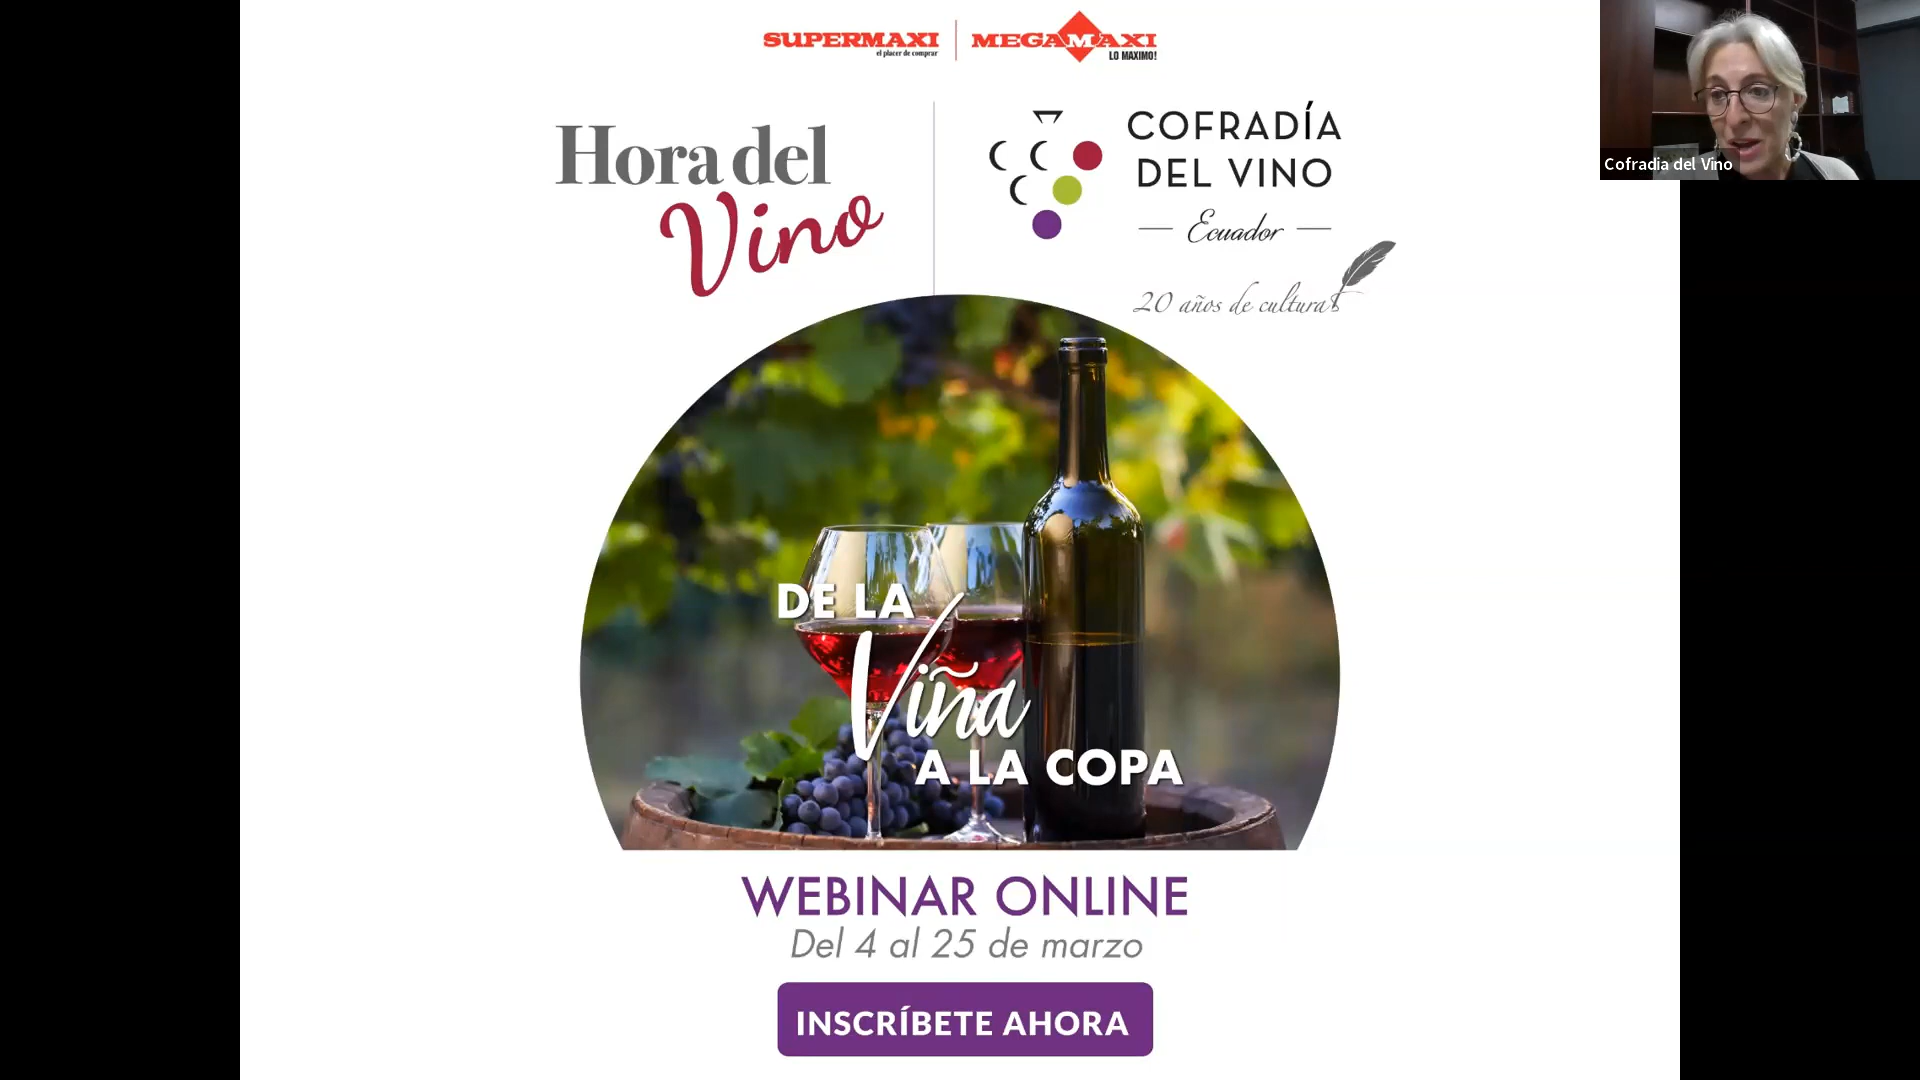 SUPERMAXI
el placer de comprar
MEGAMAXI
LO MAXIMO!
Hora del
Vino
COFRADÍA
DEL VINO
Ecuador
20 años de cultura
Cofradia del Vino
DE LA
Viña
A LA COPA
WEBINAR ONLINE
Del 4 al 25 de marzo
INSCRÍBETE AHORA